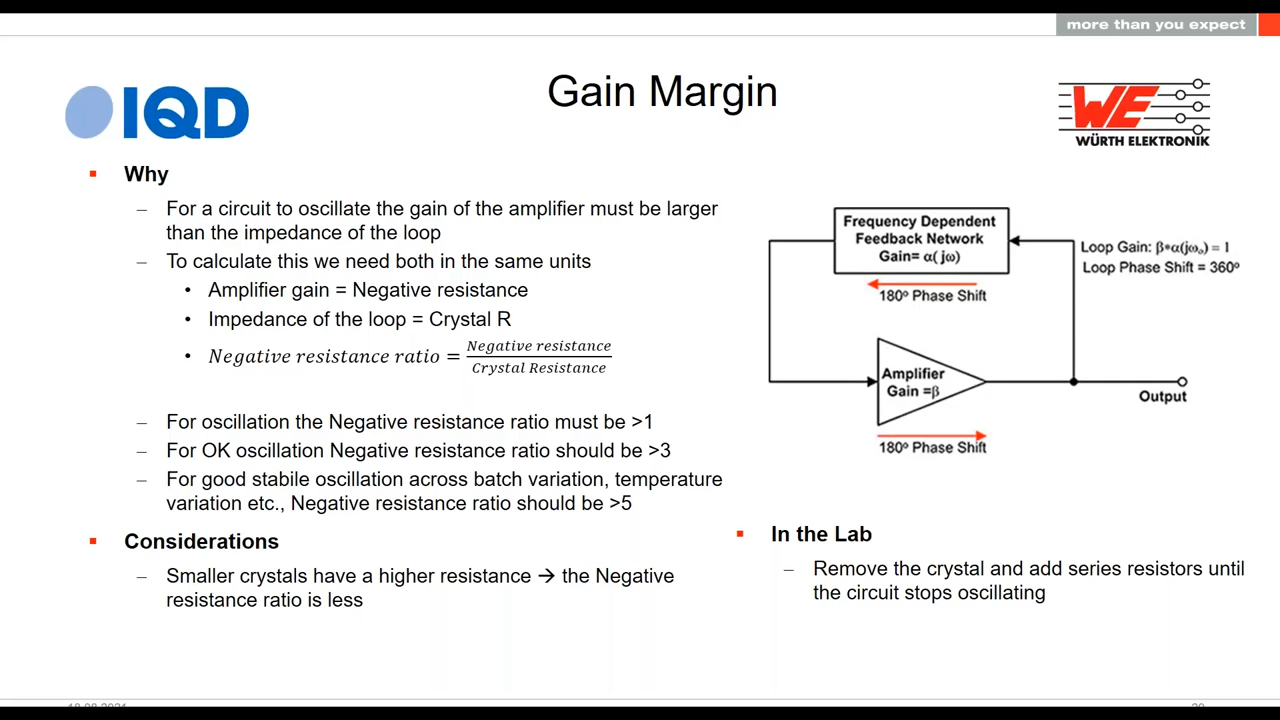 more than you expect
IQD
Gain Margin
WE
WÜRTH ELEKTRONIK
Why
For a circuit to oscillate the gain of the amplifier must be larger
than the impedance of the loop
To calculate this we need both in the same units
Amplifier gain = Negative resistance
Impedance of the loop = Crystal R
Negative resistance ratio = Negative resistance / Crystal Resistance
For oscillation the Negative resistance ratio must be >1
For OK oscillation Negative resistance ratio should be >3
For good stabile oscillation across batch variation, temperature
variation etc., Negative resistance ratio should be >5
Considerations
Smaller crystals have a higher resistance → the Negative
resistance ratio is less
Frequency Dependent
Feedback Network
Gain= α(jω)
Loop Gain: β*α(jωₒ) = 1
Loop Phase Shift = 360º
180º Phase Shift
Amplifier
Gain =β
Output
180º Phase Shift
In the Lab
Remove the crystal and add series resistors until
the circuit stops oscillating